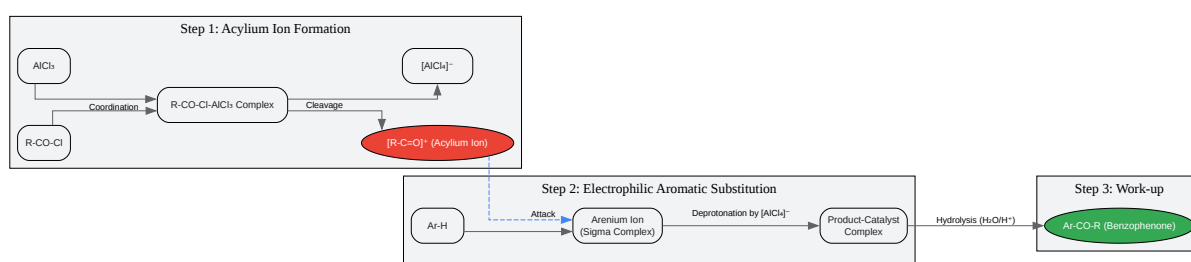 Step 1: Acylium Ion Formation
AlCl₃
[AlCl₄]⁻
Coordination
R-CO-Cl-AlCl₃ Complex
Cleavage
R-CO-Cl
[R-C=O]⁺ (Acylium Ion)
Step 2: Electrophilic Aromatic Substitution
Ar-H
Attack
Arenium Ion
(Sigma Complex)
Deprotonation by [AlCl₄]⁻
Product-Catalyst
Complex
Hydrolysis (H₂O/H⁺)
Step 3: Work-up
Ar-CO-R (Benzophenone)